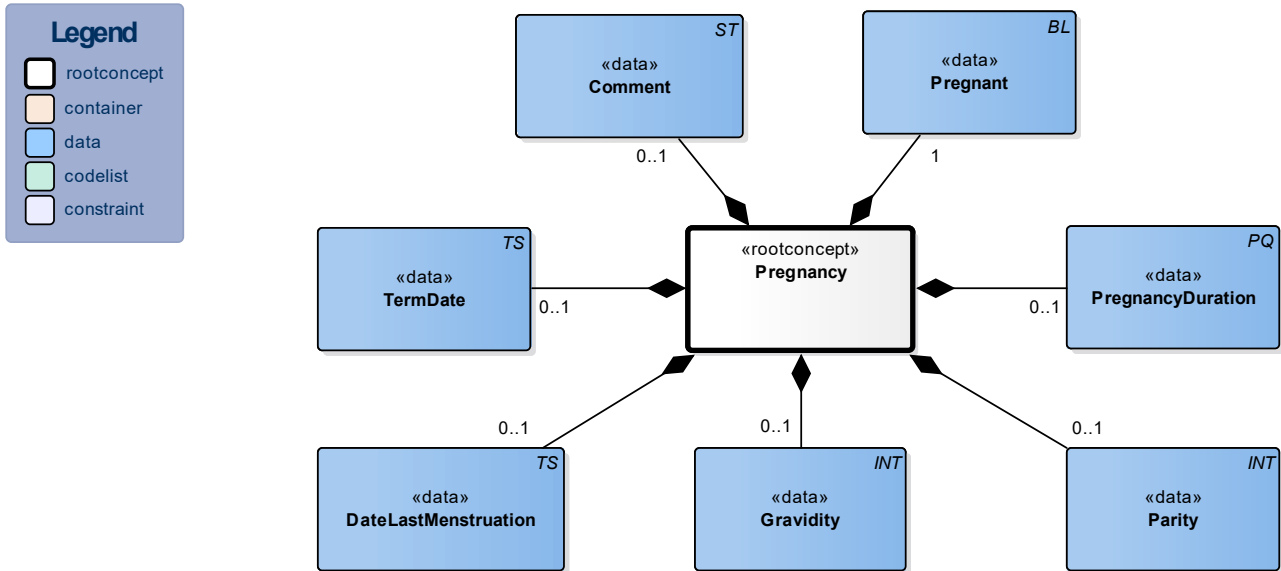 Legend
rootconcept
container
data
codelist
constraint
ST
«data»
Comment
0..1
BL
«data»
Pregnant
1
TS
«data»
TermDate
0..1
«rootconcept»
Pregnancy
PQ
«data»
PregnancyDuration
0..1
TS
«data»
DateLastMenstruation
0..1
INT
«data»
Gravidity
0..1
INT
«data»
Parity
0..1